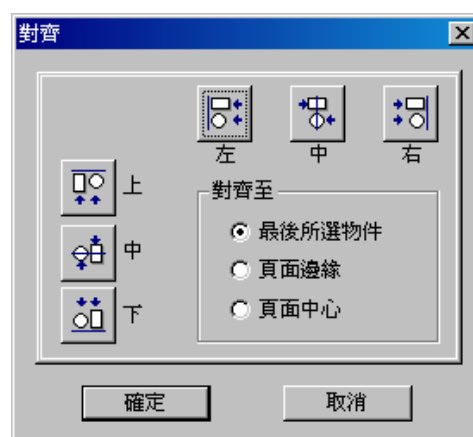 對齊
左 中 右
上
中
下
對齊至
最後所選物件
頁面邊緣
頁面中心
確定 取消